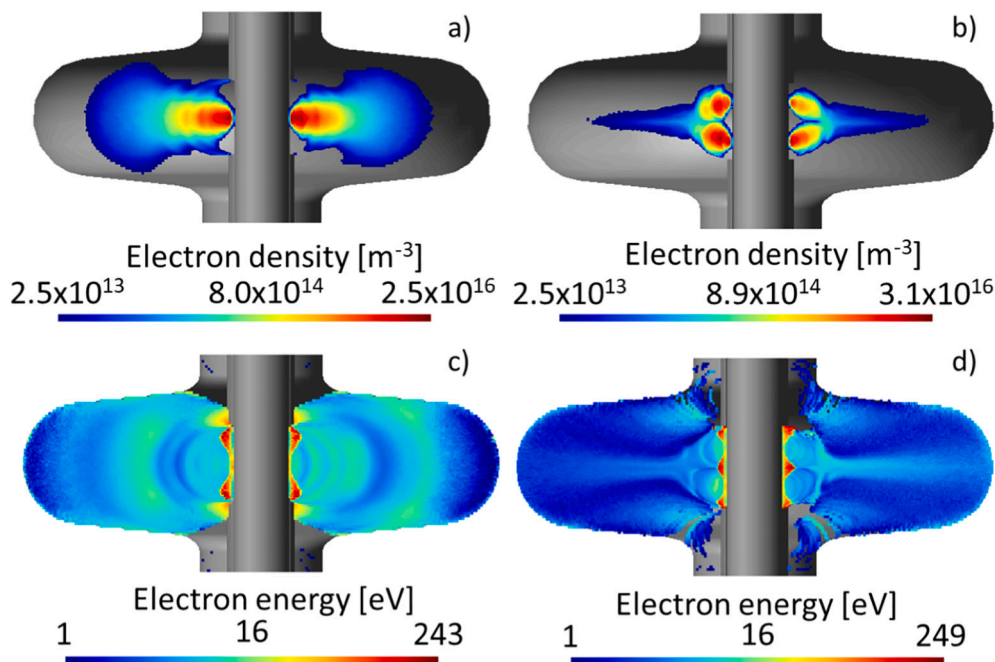 a)
b)
Electron density [m⁻³]
2.5x10¹³ 8.0x10¹⁴ 2.5x10¹⁶
Electron density [m⁻³]
2.5x10¹³ 8.9x10¹⁴ 3.1x10¹⁶
c)
d)
Electron energy [eV]
1 16 243
Electron energy [eV]
1 16 249